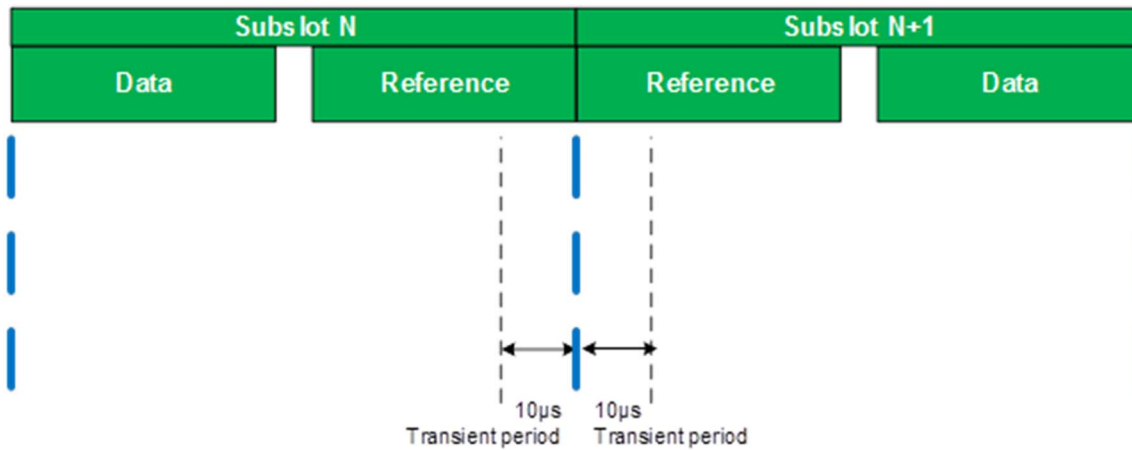 Subslot N
Subslot N+1
Data
Reference
Reference
Data
10µs
Transient period
10µs
Transient period